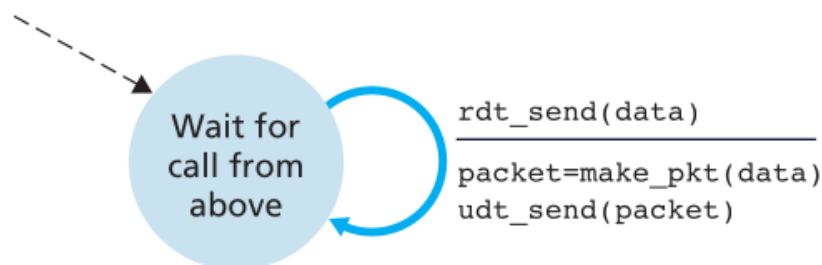 Wait for
call from
above
rdt_send(data)
packet=make_pkt(data)
udt_send(packet)